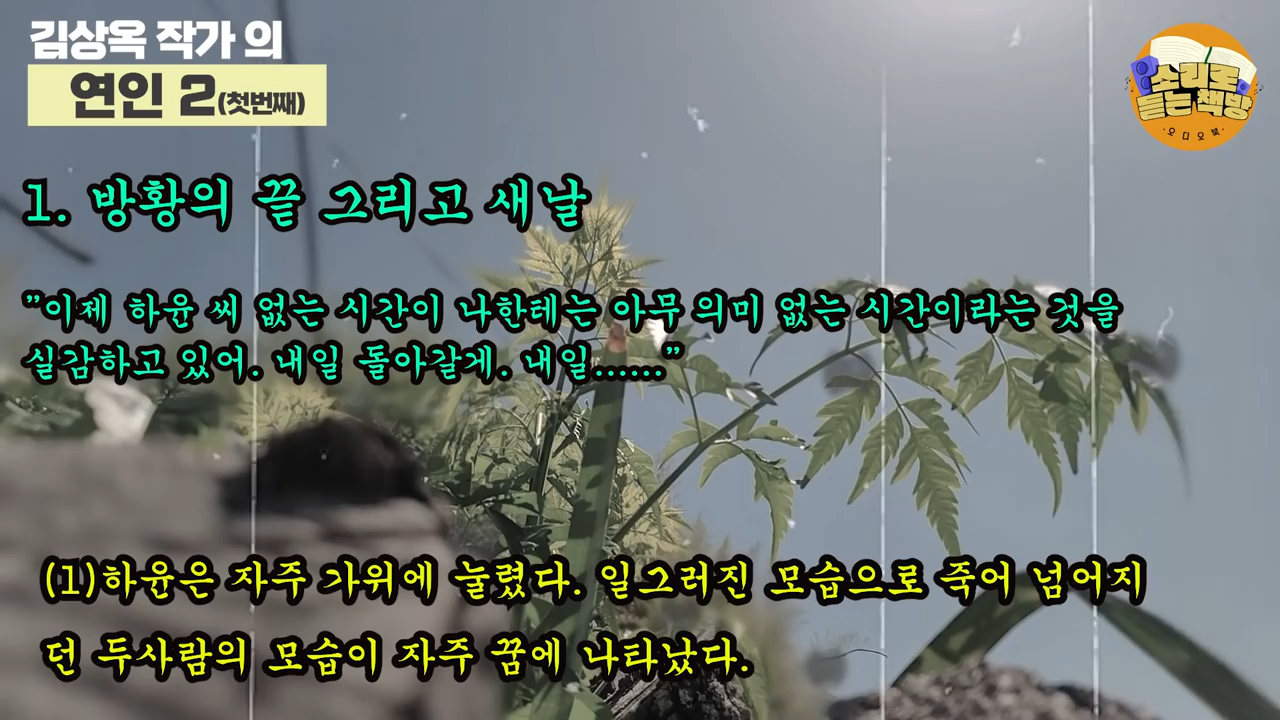 김상옥 작가 의
연인 2(첫번째)
소리로
듣는 책방
·오디오북·
1. 방황의 끝 그리고 새날
"이제 하윤 씨 없는 시간이 나한테는 아무 의미 없는 시간이라는 것을
실감하고 있어. 내일 돌아갈게. 내일......"
(1)하윤은 자주 가위에 눌렸다. 일그러진 모습으로 죽어 넘어지
던 두사람의 모습이 자주 꿈에 나타났다.